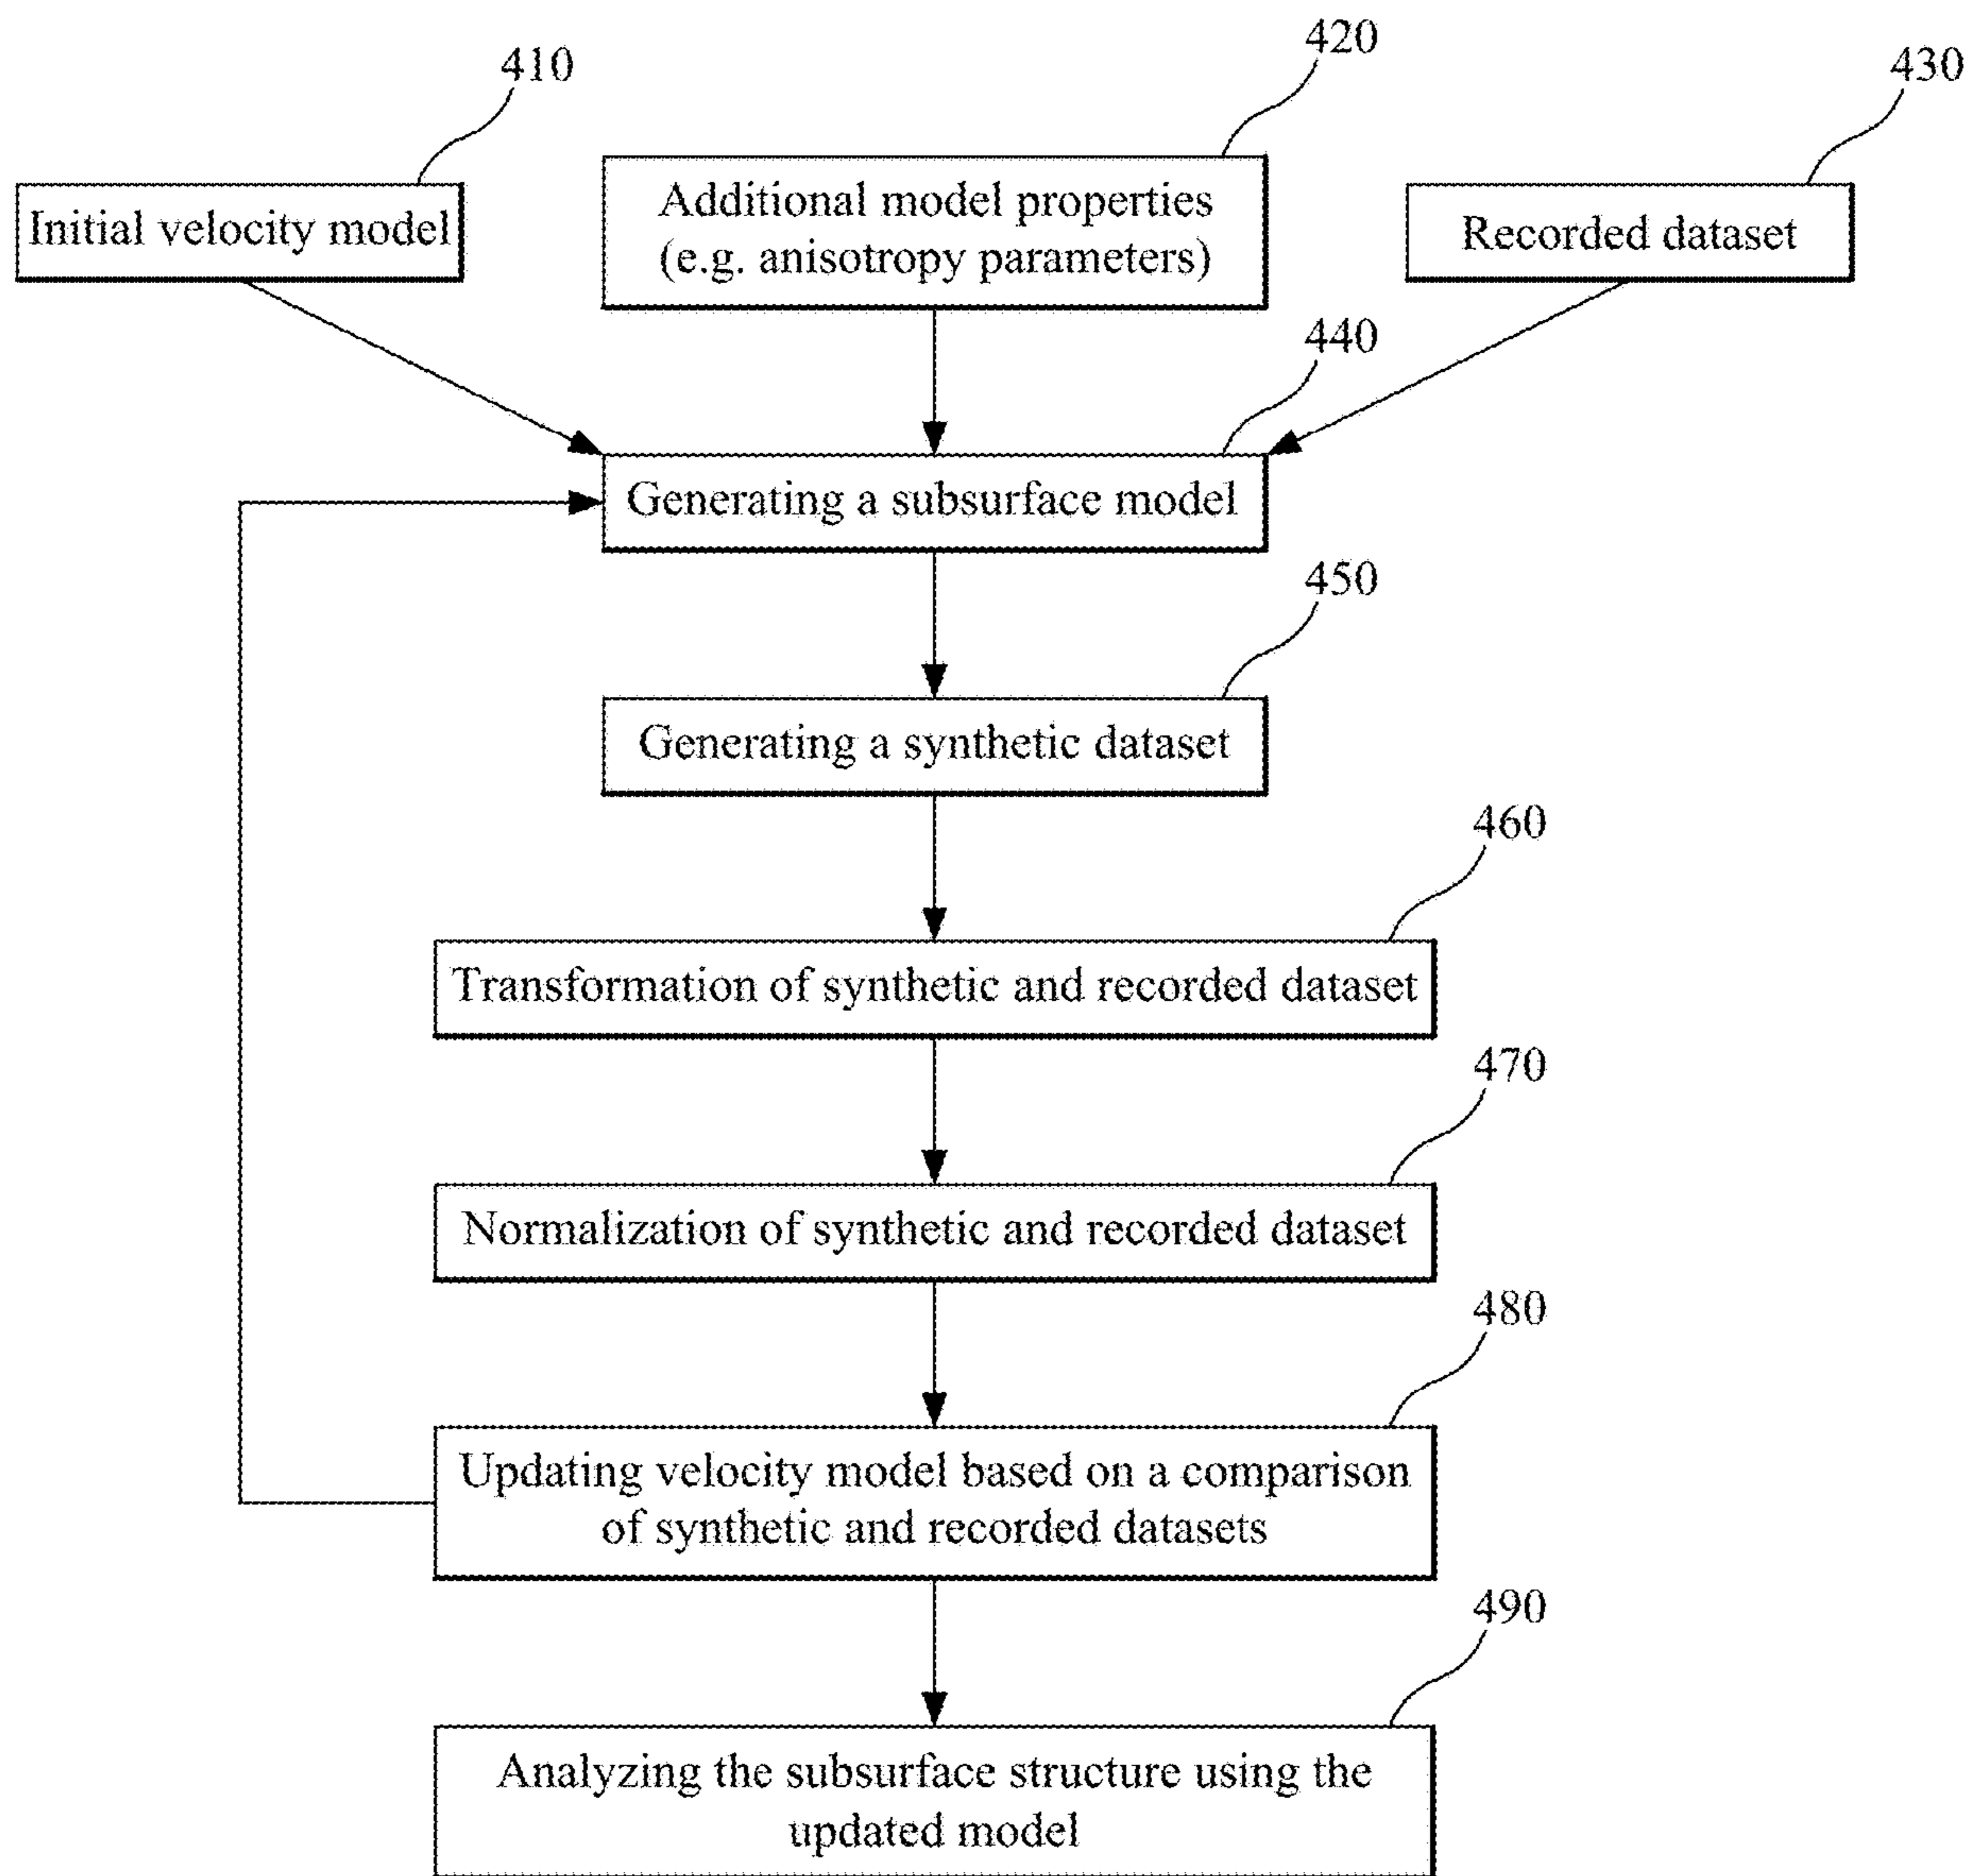 420
410
430
Additional model properties
Initial velocity model
Recorded dataset
(e.g. anisotropy parameters)
440
Generating a subsurface model
450
Generating a synthetic dataset
460
Transformation of synthetic and recorded dataset
470
Normalization of synthetic and recorded dataset
480
Updating velocity model based on a comparison
of synthetic and recorded datasets
490
Analyzing the subsurface structure using the
updated model